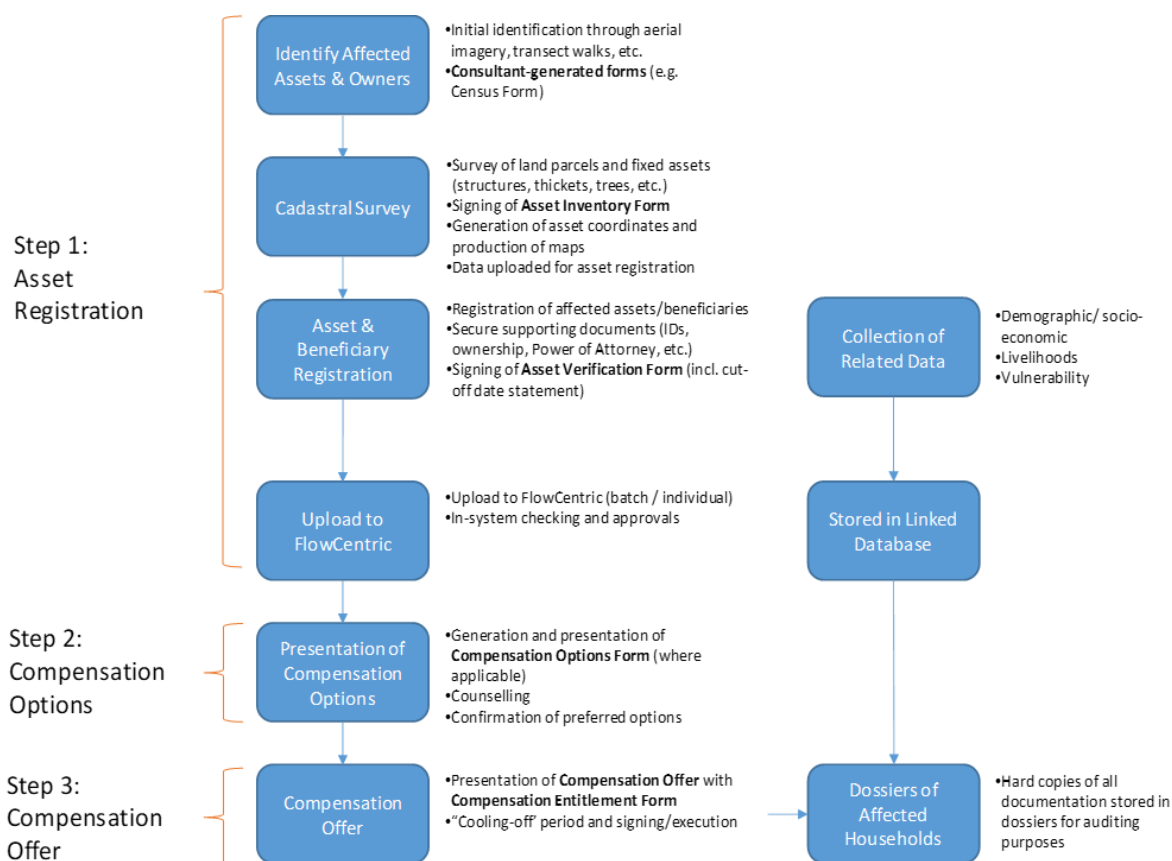 Step 1:
Asset
Registration
Identify Affected
Assets & Owners
•Initial identification through aerial
imagery, transect walks, etc.
•Consultant-generated forms (e.g.
Census Form)
Cadastral Survey
•Survey of land parcels and fixed assets
(structures, thickets, trees, etc.)
•Signing of Asset Inventory Form
•Generation of asset coordinates and
production of maps
•Data uploaded for asset registration
Asset &
Beneficiary
Registration
•Registration of affected assets/beneficiaries
•Secure supporting documents (IDs,
ownership, Power of Attorney, etc.)
•Signing of Asset Verification Form (incl. cut-
off date statement)
Collection of
Related Data
•Demographic/ socio-
economic
•Livelihoods
•Vulnerability
Upload to
FlowCentric
•Upload to FlowCentric (batch / individual)
•In-system checking and approvals
Stored in Linked
Database
Step 2:
Compensation
Options
Presentation of
Compensation
Options
•Generation and presentation of
Compensation Options Form (where
applicable)
•Counselling
•Confirmation of preferred options
Step 3:
Compensation
Offer
Compensation
Offer
•Presentation of Compensation Offer with
Compensation Entitlement Form
•“Cooling-off’ period and signing/execution
Dossiers of
Affected
Households
•Hard copies of all
documentation stored in
dossiers for auditing
purposes